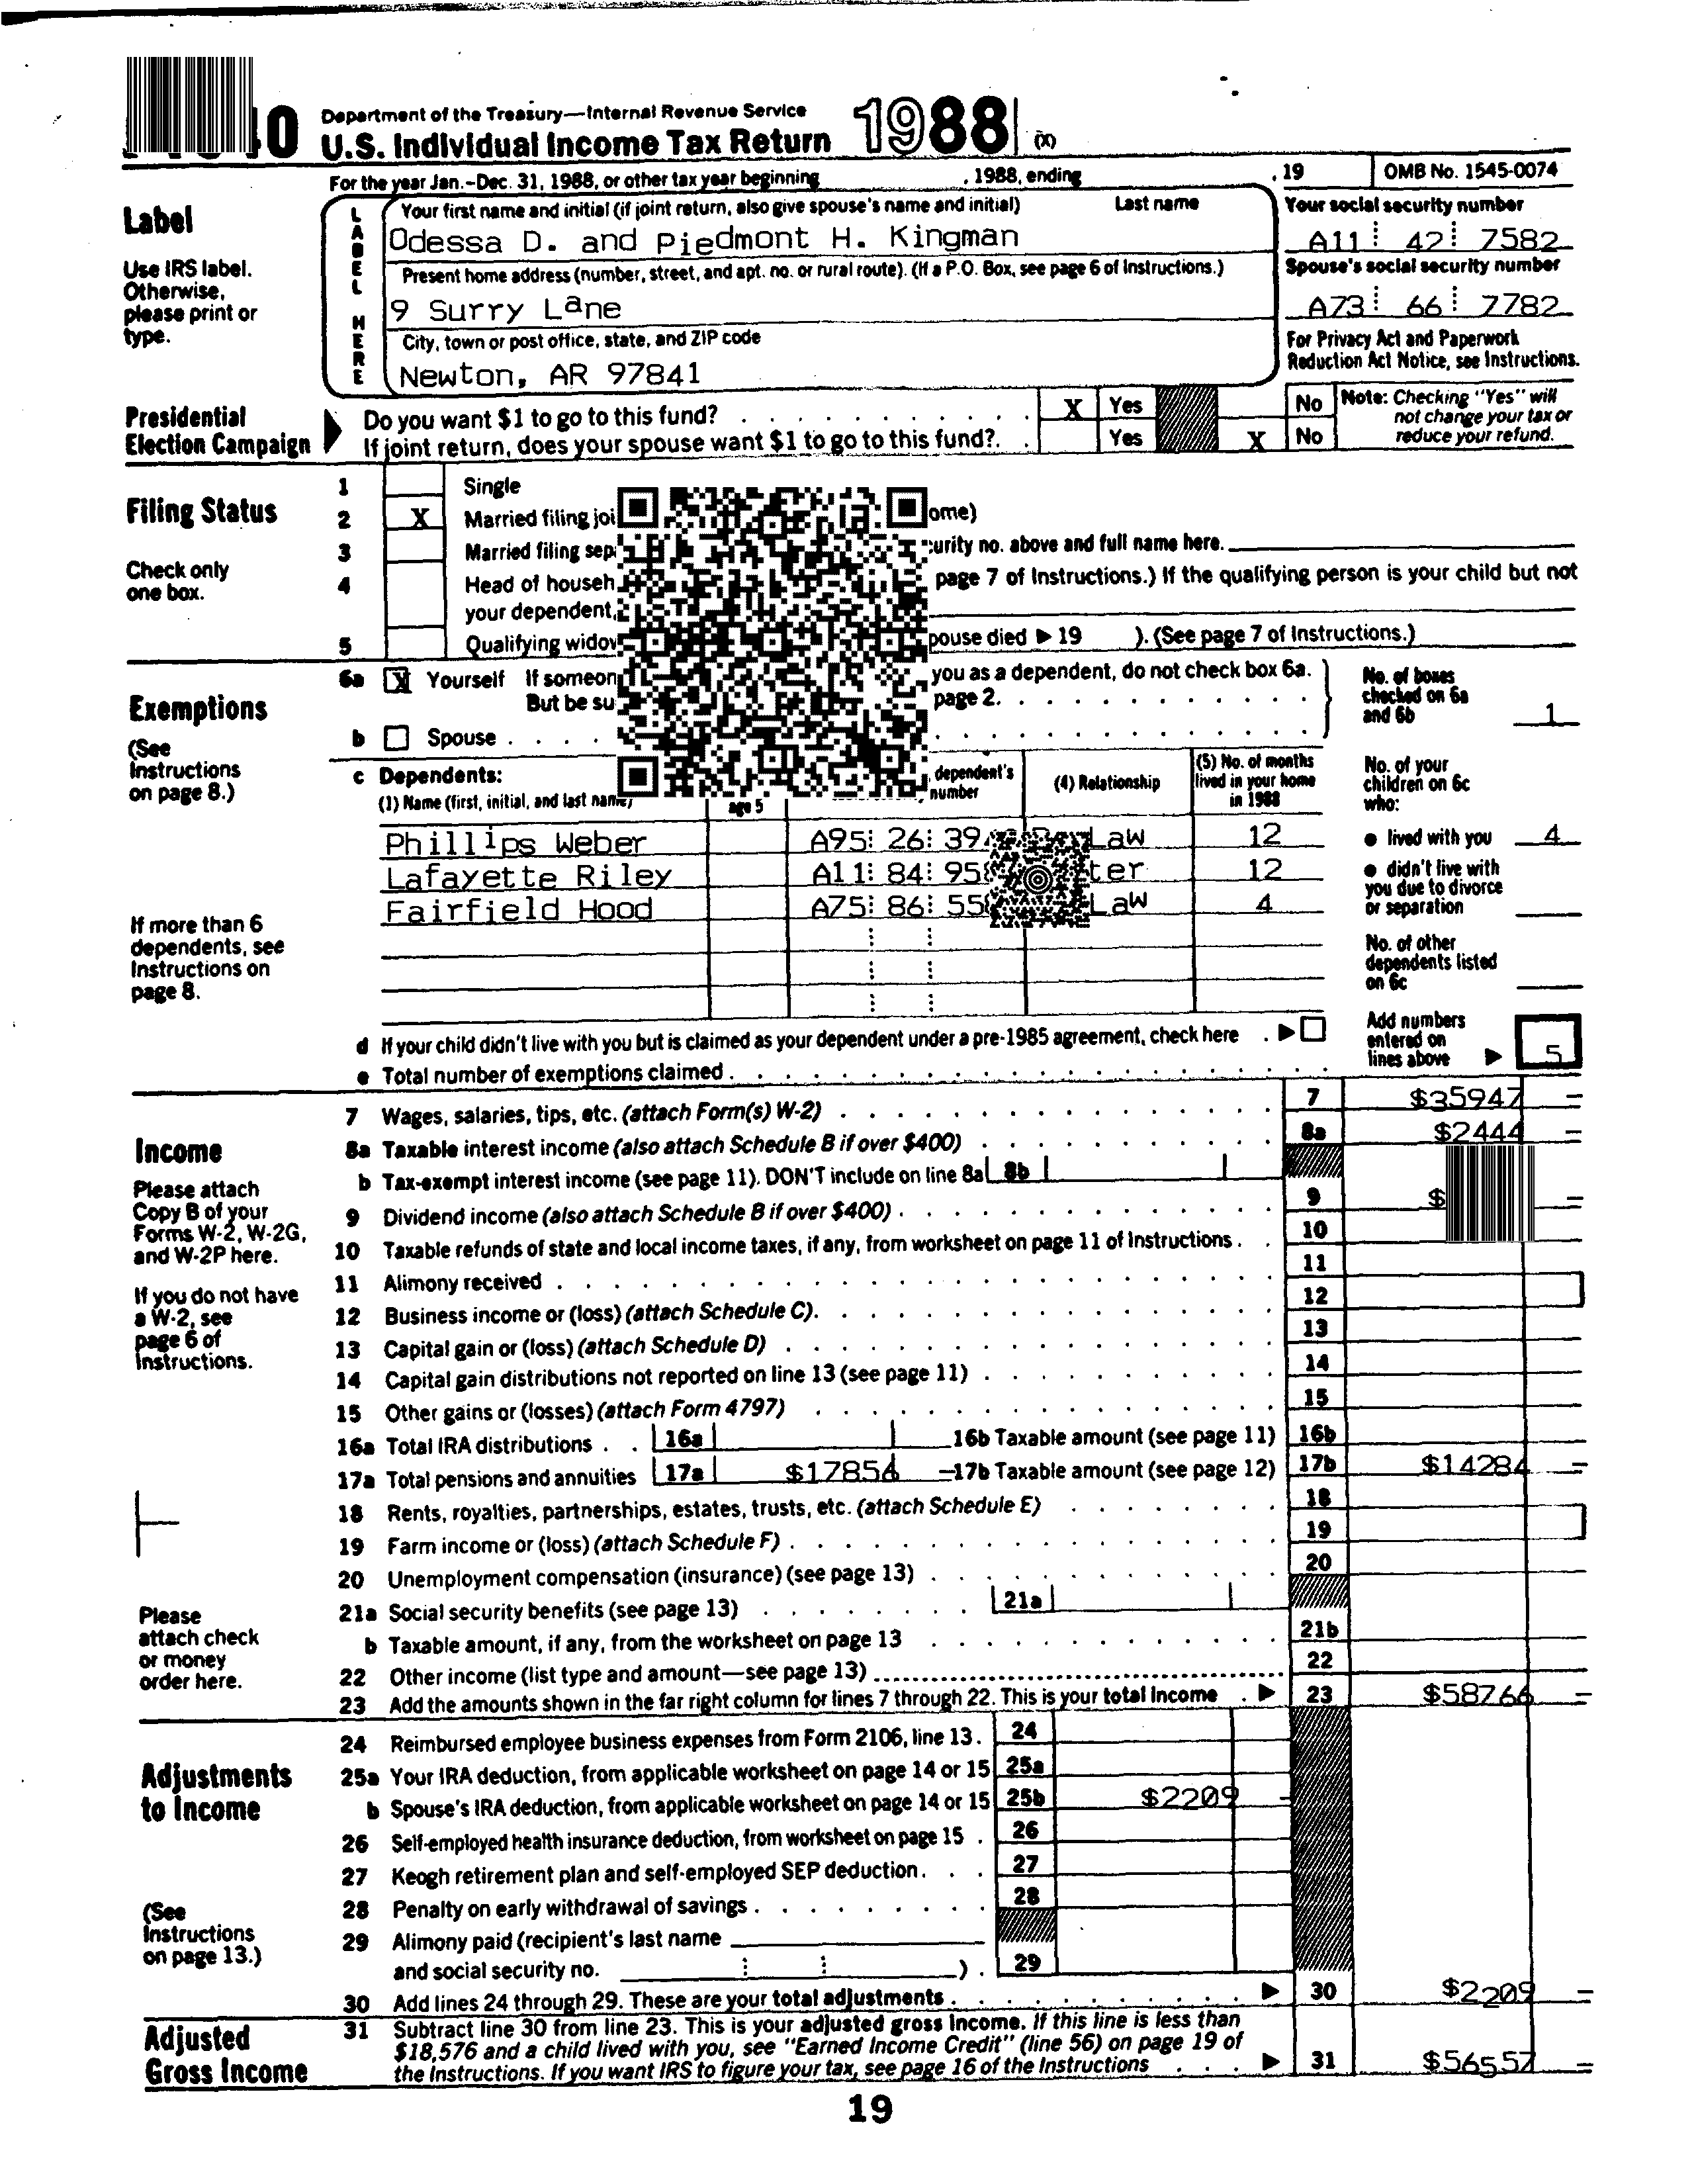 0 Department of the Treasury—Internal Revenue Service
U.S. Individual Income Tax Return 1988 (X)
For the year Jan.-Dec. 31, 1988, or other tax year beginning , 1988, ending , 19 OMB No. 1545-0074
Label
Use IRS label.
Otherwise,
please print or
type.
LABEL HERE
Your first name and initial (if joint return, also give spouse's name and initial) Last name
Odessa D. and Piedmont H. Kingman
Present home address (number, street, and apt. no. or rural route). (If a P.O. Box, see page 6 of Instructions.)
9 Surry Lane
City, town or post office, state, and ZIP code
Newton, AR 97841
Your social security number
A11 42 7582
Spouse's social security number
A73 66 7782
For Privacy Act and Paperwork
Reduction Act Notice, see Instructions.
Presidential
Election Campaign
Do you want $1 to go to this fund? X Yes No
If joint return, does your spouse want $1 to go to this fund? Yes X No
Note: Checking "Yes" will
not change your tax or
reduce your refund.
Filing Status
Check only
one box.
1 Single
2 X Married filing ome)
3 Married filing no. above and full name here.
4 Head of page 7 of Instructions.) If the qualifying person is your child but not
your dependent,
5 Qualifying died ▶ 19 ). (See page 7 of Instructions.)
Exemptions
(See
Instructions
on page 8.)
6a X Yourself If you as a dependent, do not check box 6a.
But be page 2.
b Spouse
No. of boxes
checked on 6a
and 6b 1
c Dependents:
(1) Name (first, initial, and last name)
age 5
dependent's
number
(4) Relationship
(5) No. of months
lived in your home
in 1988
Phillips Weber A95 26 39 Law 12
Lafayette Riley A11 84 95 ter 12
Fairfield Hood A75 86 55 Law 4
If more than 6
dependents, see
Instructions on
page 8.
No. of your
children on 6c
who:
● lived with you 4
● didn't live with
you due to divorce
or separation
No. of other
dependents listed
on 6c
Add numbers
entered on
lines above ▶ 5
d If your child didn't live with you but is claimed as your dependent under a pre-1985 agreement, check here . ▶
e Total number of exemptions claimed
Income
Please attach
Copy B of your
Forms W-2, W-2G,
and W-2P here.
If you do not have
a W-2, see
page 6 of
Instructions.
Please
attach check
or money
order here.
7 Wages, salaries, tips, etc. (attach Form(s) W-2) 7 $35947 —
8a Taxable interest income (also attach Schedule B if over $400) 8a $2444 —
b Tax-exempt interest income (see page 11). DON'T include on line 8a 8b
9 Dividend income (also attach Schedule B if over $400) 9 $ —
10 Taxable refunds of state and local income taxes, if any, from worksheet on page 11 of Instructions 10
11 Alimony received 11
12 Business income or (loss) (attach Schedule C) 12
13 Capital gain or (loss) (attach Schedule D) 13
14 Capital gain distributions not reported on line 13 (see page 11) 14
15 Other gains or (losses) (attach Form 4797) 15
16a Total IRA distributions 16a 16b Taxable amount (see page 11) 16b
17a Total pensions and annuities 17a $17856 — 17b Taxable amount (see page 12) 17b $14284 —
18 Rents, royalties, partnerships, estates, trusts, etc. (attach Schedule E) 18
19 Farm income or (loss) (attach Schedule F) 19
20 Unemployment compensation (insurance) (see page 13) 20
21a Social security benefits (see page 13) 21a
b Taxable amount, if any, from the worksheet on page 13 21b
22 Other income (list type and amount—see page 13) 22
23 Add the amounts shown in the far right column for lines 7 through 22. This is your total income ▶ 23 $58766 —
Adjustments
to Income
(See
Instructions
on page 13.)
24 Reimbursed employee business expenses from Form 2106, line 13 24
25a Your IRA deduction, from applicable worksheet on page 14 or 15 25a
b Spouse's IRA deduction, from applicable worksheet on page 14 or 15 25b $2209 —
26 Self-employed health insurance deduction, from worksheet on page 15 26
27 Keogh retirement plan and self-employed SEP deduction 27
28 Penalty on early withdrawal of savings 28
29 Alimony paid (recipient's last name
and social security no. ) 29
30 Add lines 24 through 29. These are your total adjustments ▶ 30 $2209 —
Adjusted
Gross Income
31 Subtract line 30 from line 23. This is your adjusted gross income. If this line is less than
$18,576 and a child lived with you, see "Earned Income Credit" (line 56) on page 19 of
the Instructions. If you want IRS to figure your tax, see page 16 of the Instructions ▶ 31 $56557 —
19